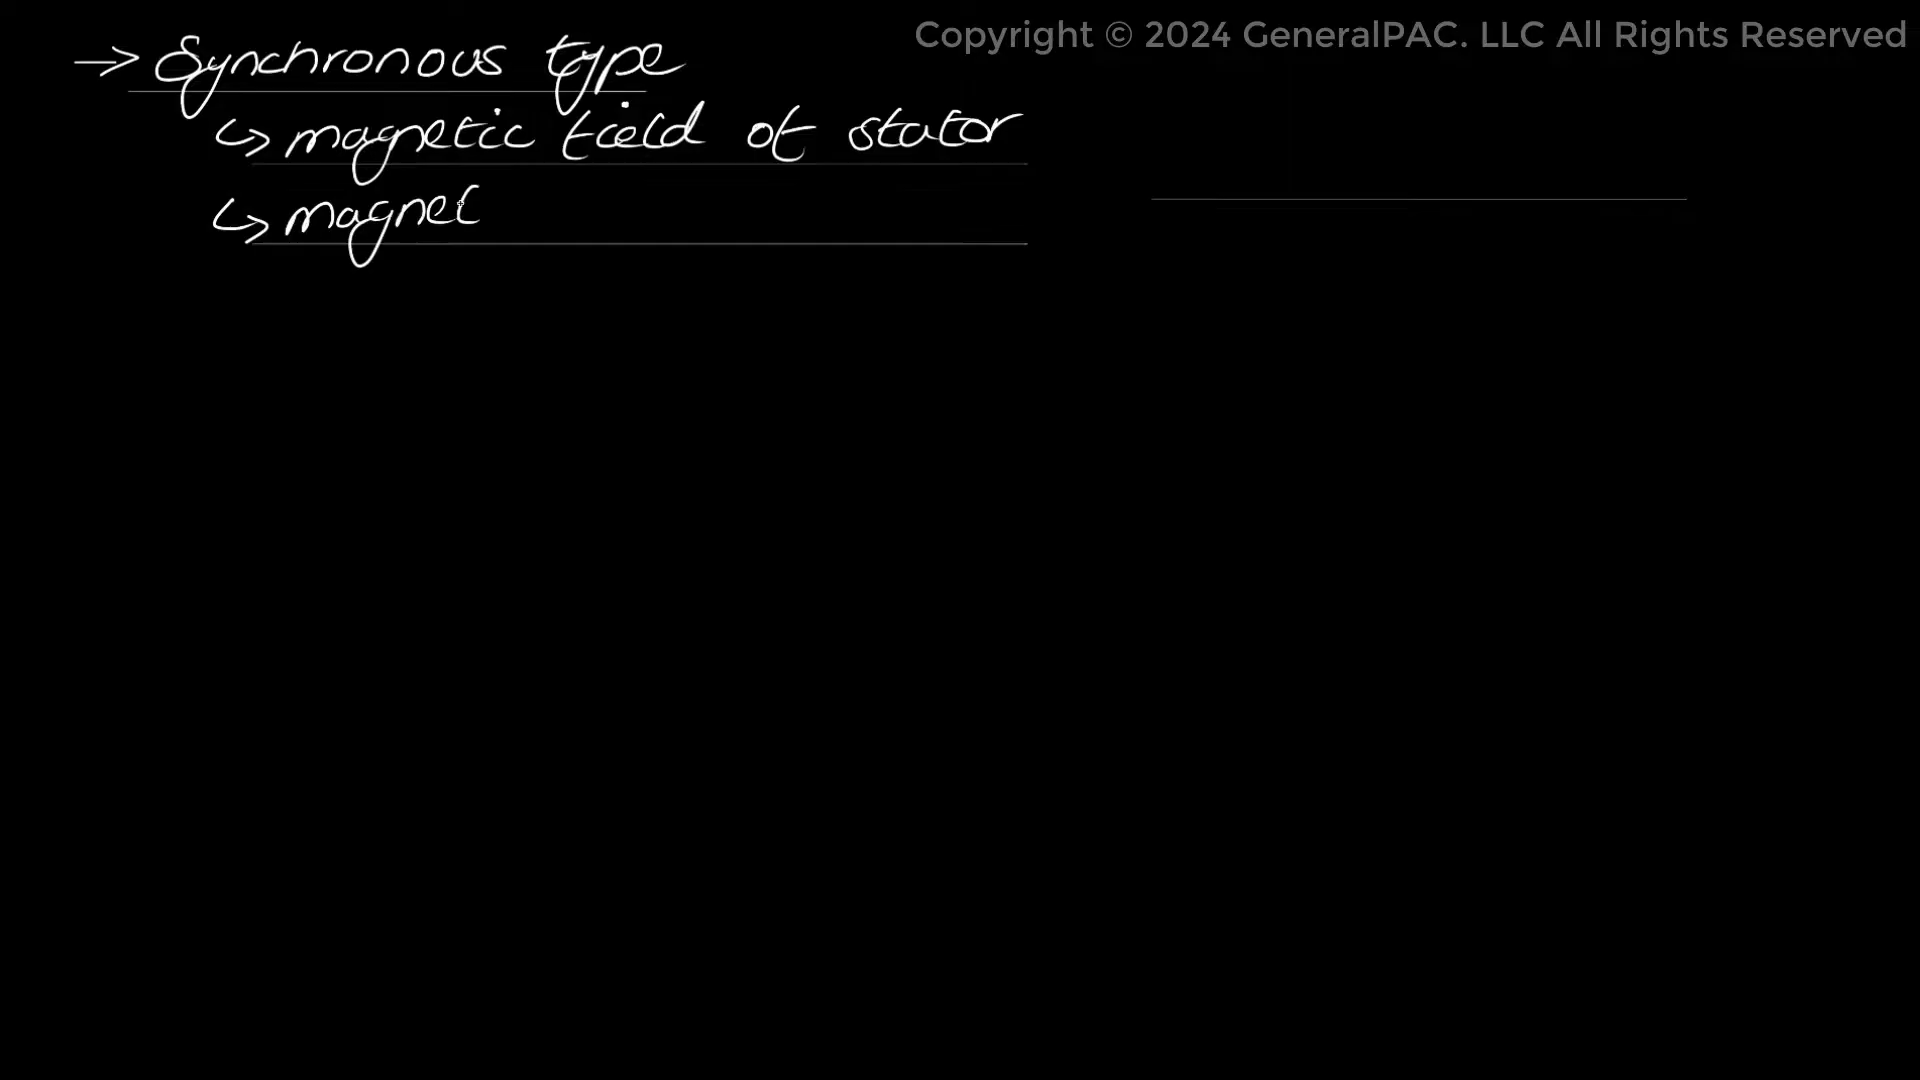 Copyright © 2024 GeneralPAC. LLC All Rights Reserved
→ Synchronous type
↳ magnetic field of stator
↳ magnet